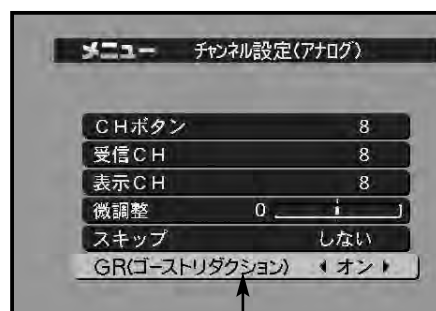 メニュー チャンネル設定(アナログ)
CHボタン 8
受信CH 8
表示CH 8
微調整 0
スキップ しない
GR(ゴーストリダクション) オン